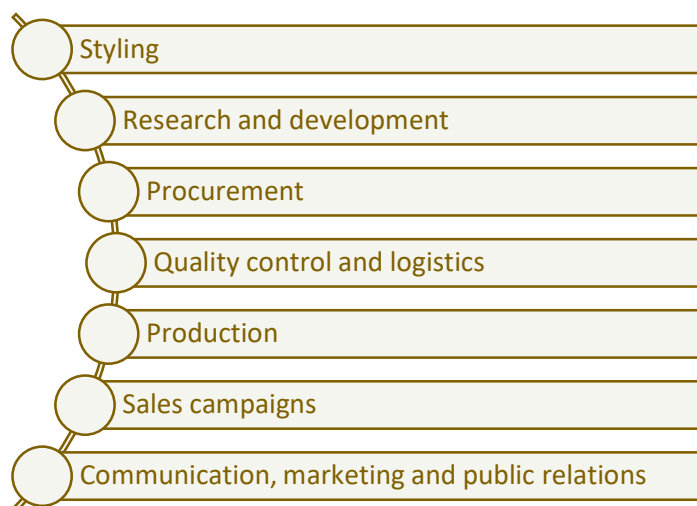 Styling
Research and development
Procurement
Quality control and logistics
Production
Sales campaigns
Communication, marketing and public relations